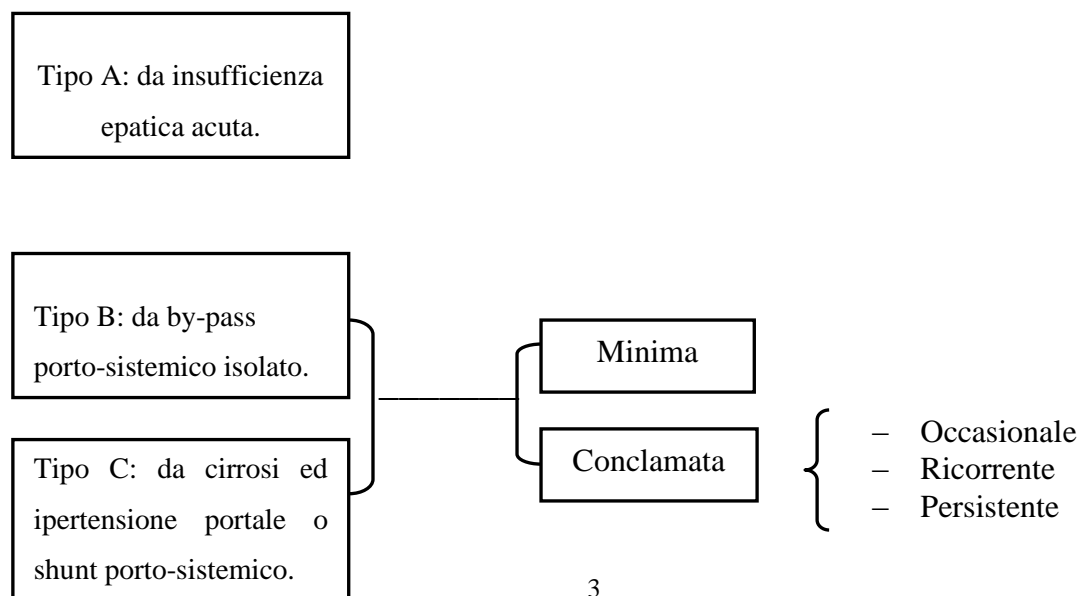 Tipo A: da insufficienza
epatica acuta.
Tipo B: da by-pass
porto-sistemico isolato.
Tipo C: da cirrosi ed
ipertensione portale o
shunt porto-sistemico.
Minima
Conclamata
– Occasionale
– Ricorrente
– Persistente
3